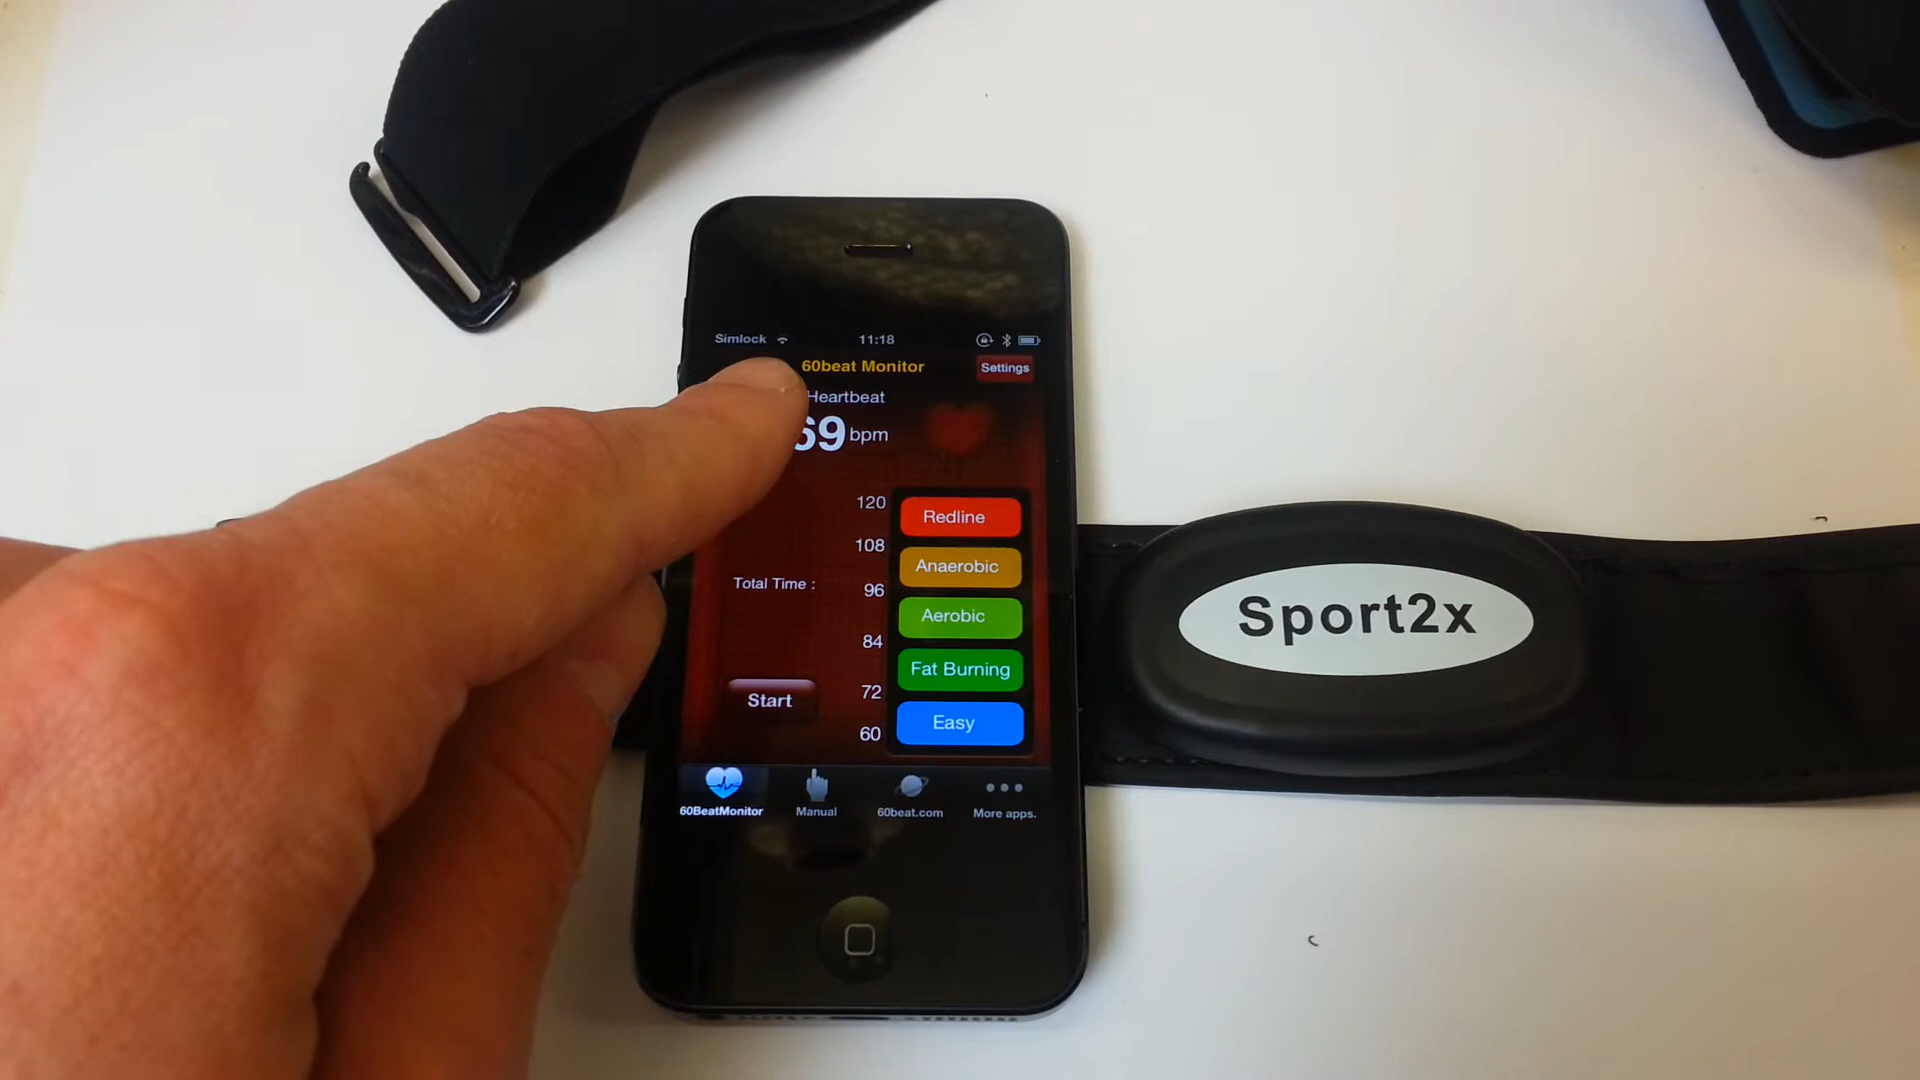 Simlock
11:18
60beat Monitor
Settings
Heartbeat
69 bpm
120
Redline
108
Anaerobic
Total Time :
96
Aerobic
84
Fat Burning
72
Start
Easy
60
60BeatMonitor
Manual
60beat.com
More apps.
Sport2x